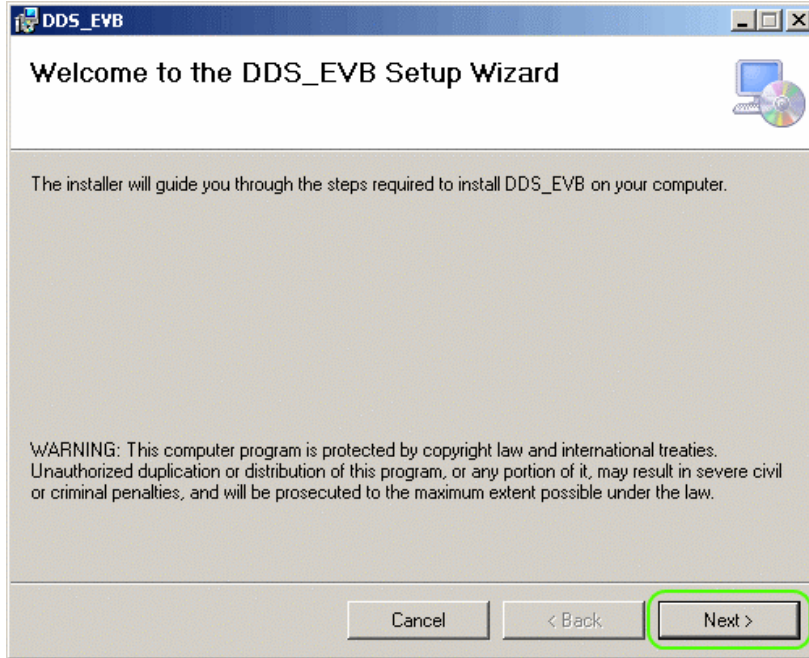 DDS_EVB
Welcome to the DDS_EVB Setup Wizard
The installer will guide you through the steps required to install DDS_EVB on your computer.
WARNING: This computer program is protected by copyright law and international treaties.
Unauthorized duplication or distribution of this program, or any portion of it, may result in severe civil
or criminal penalties, and will be prosecuted to the maximum extent possible under the law.
Cancel
< Back
Next >